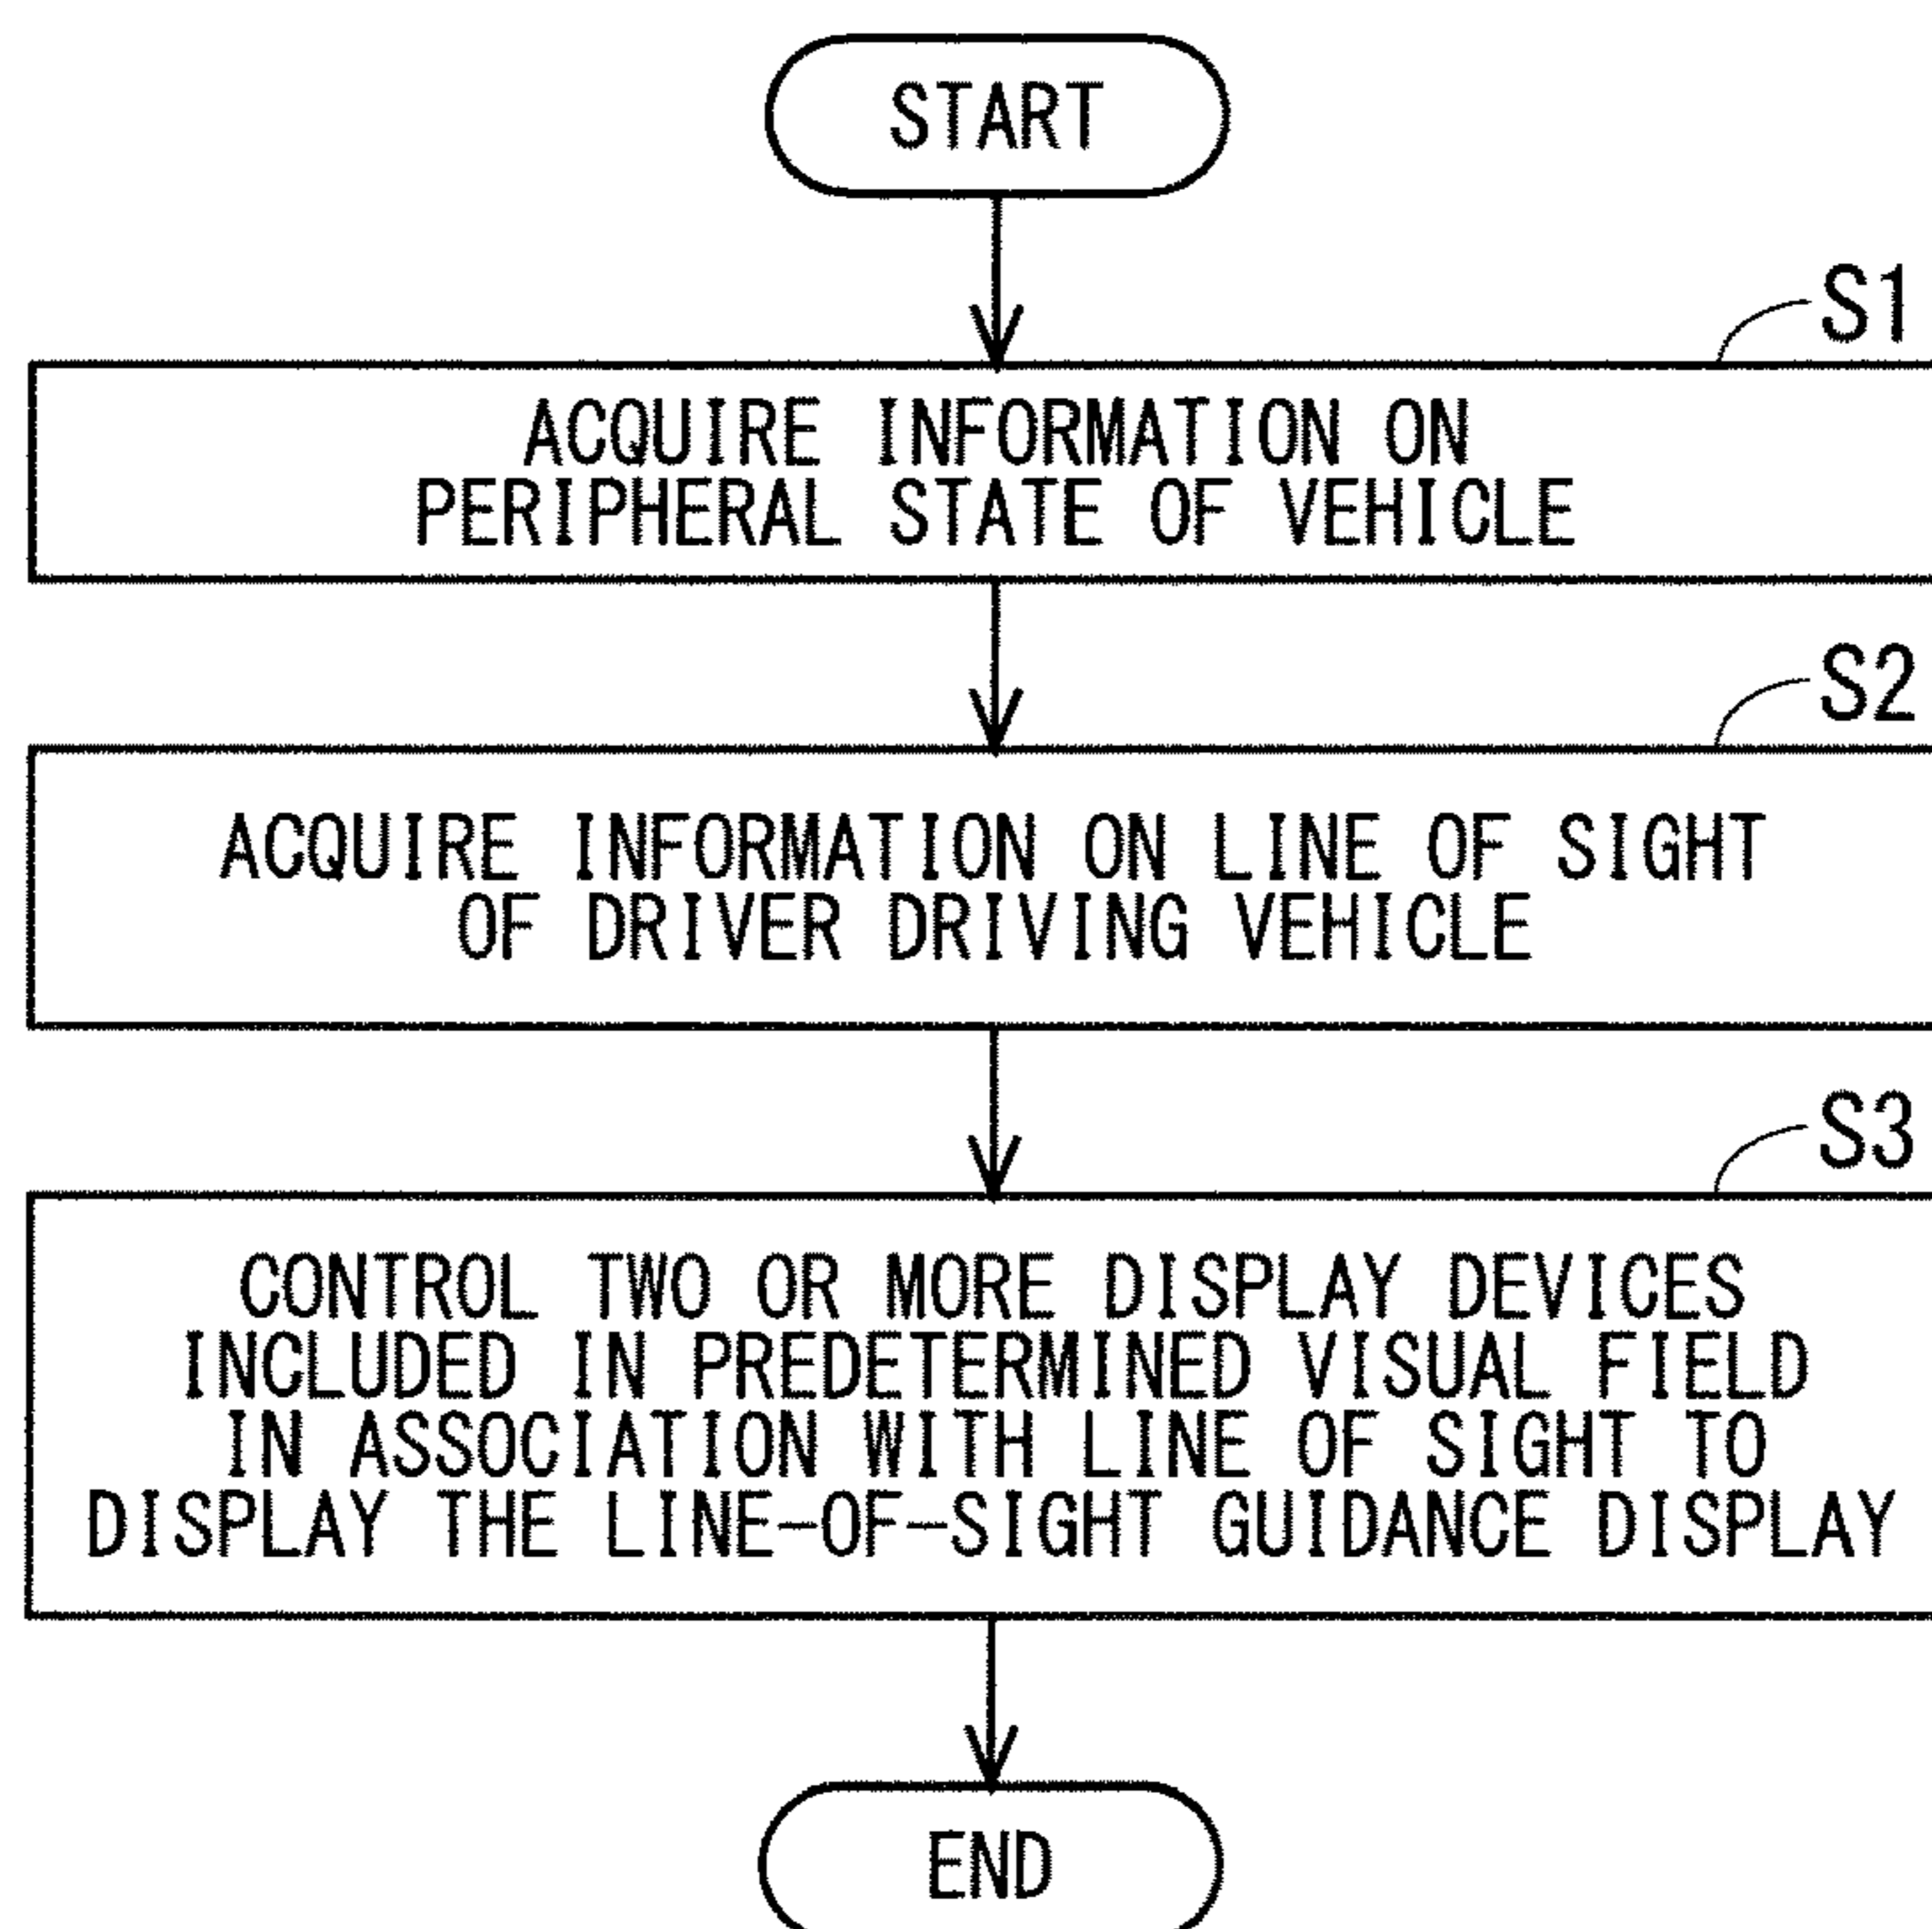 START
S1
ACQUIRE INFORMATION ON
PERIPHERAL STATE OF VEHICLE
S2
ACQUIRE INFORMATION ON LINE OF SIGHT
OF DRIVER DRIVING VEHICLE
S3
CONTROL TWO OR MORE DISPLAY DEVICES
INCLUDED IN PREDETERMINED VISUAL FIELD
IN ASSOCIATION WITH LINE OF SIGHT TO
DISPLAY THE LINE-OF-SIGHT GUIDANCE DISPLAY
END